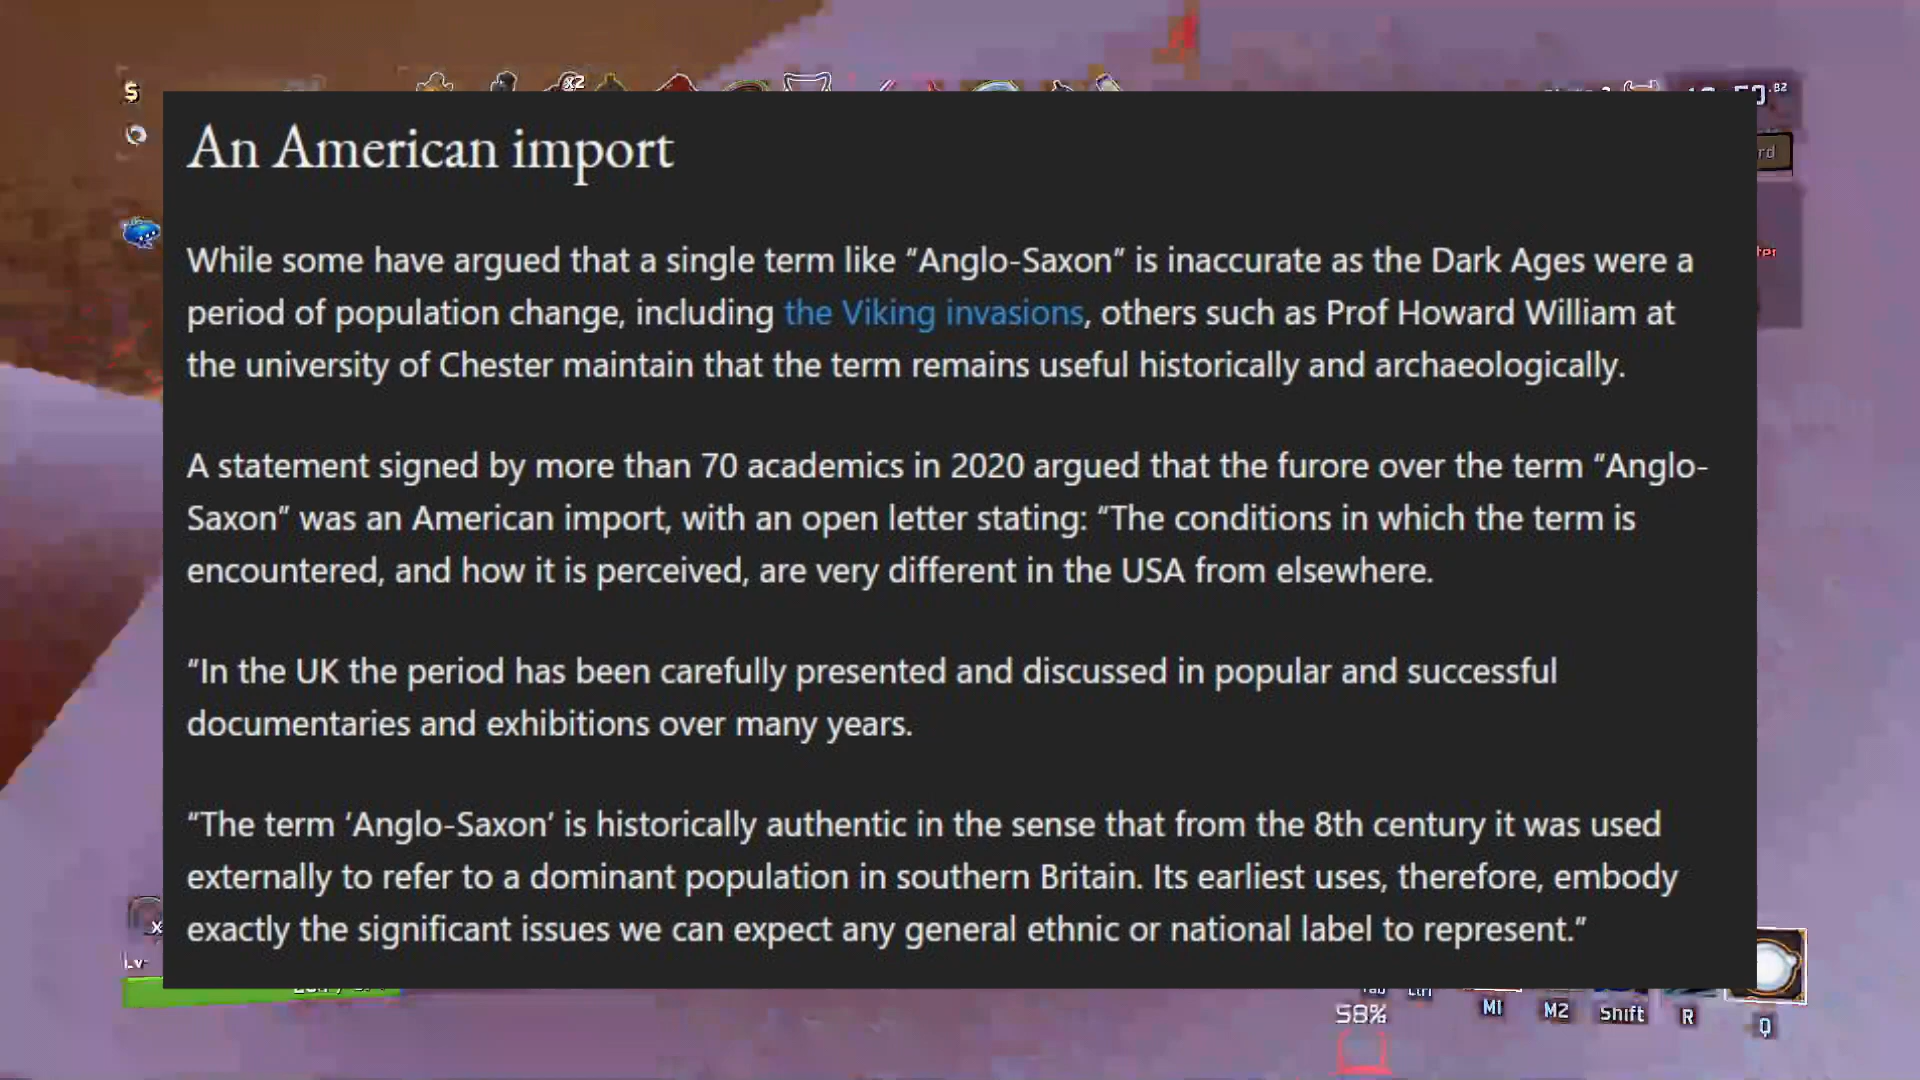 $
x2
An American import
While some have argued that a single term like “Anglo-Saxon” is inaccurate as the Dark Ages were a
period of population change, including the Viking invasions, others such as Prof Howard William at
the university of Chester maintain that the term remains useful historically and archaeologically.
A statement signed by more than 70 academics in 2020 argued that the furore over the term “Anglo-
Saxon” was an American import, with an open letter stating: “The conditions in which the term is
encountered, and how it is perceived, are very different in the USA from elsewhere.
“In the UK the period has been carefully presented and discussed in popular and successful
documentaries and exhibitions over many years.
“The term ‘Anglo-Saxon’ is historically authentic in the sense that from the 8th century it was used
externally to refer to a dominant population in southern Britain. Its earliest uses, therefore, embody
exactly the significant issues we can expect any general ethnic or national label to represent.”
58%
M1
M2
Shift
R
Q